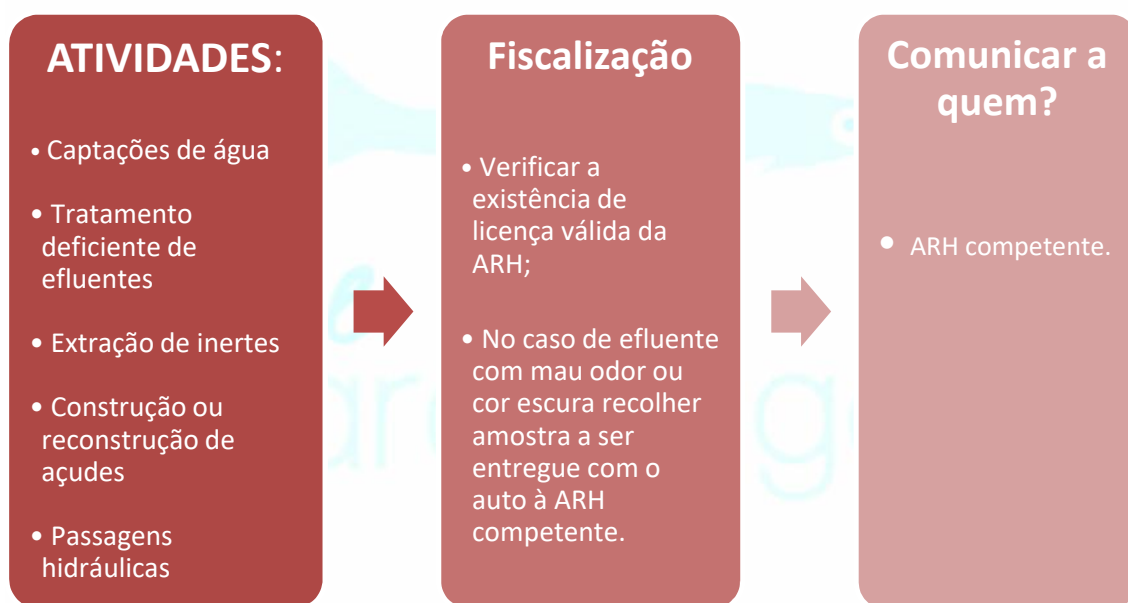 ATIVIDADES:
• Captações de água
• Tratamento
deficiente de
efluentes
• Extração de inertes
• Construção ou
reconstrução de
açudes
• Passagens
hidráulicas
Fiscalização
• Verificar a
existência de
licença válida da
ARH;
• No caso de efluente
com mau odor ou
cor escura recolher
amostra a ser
entregue com o
auto à ARH
competente.
Comunicar a
quem?
• ARH competente.